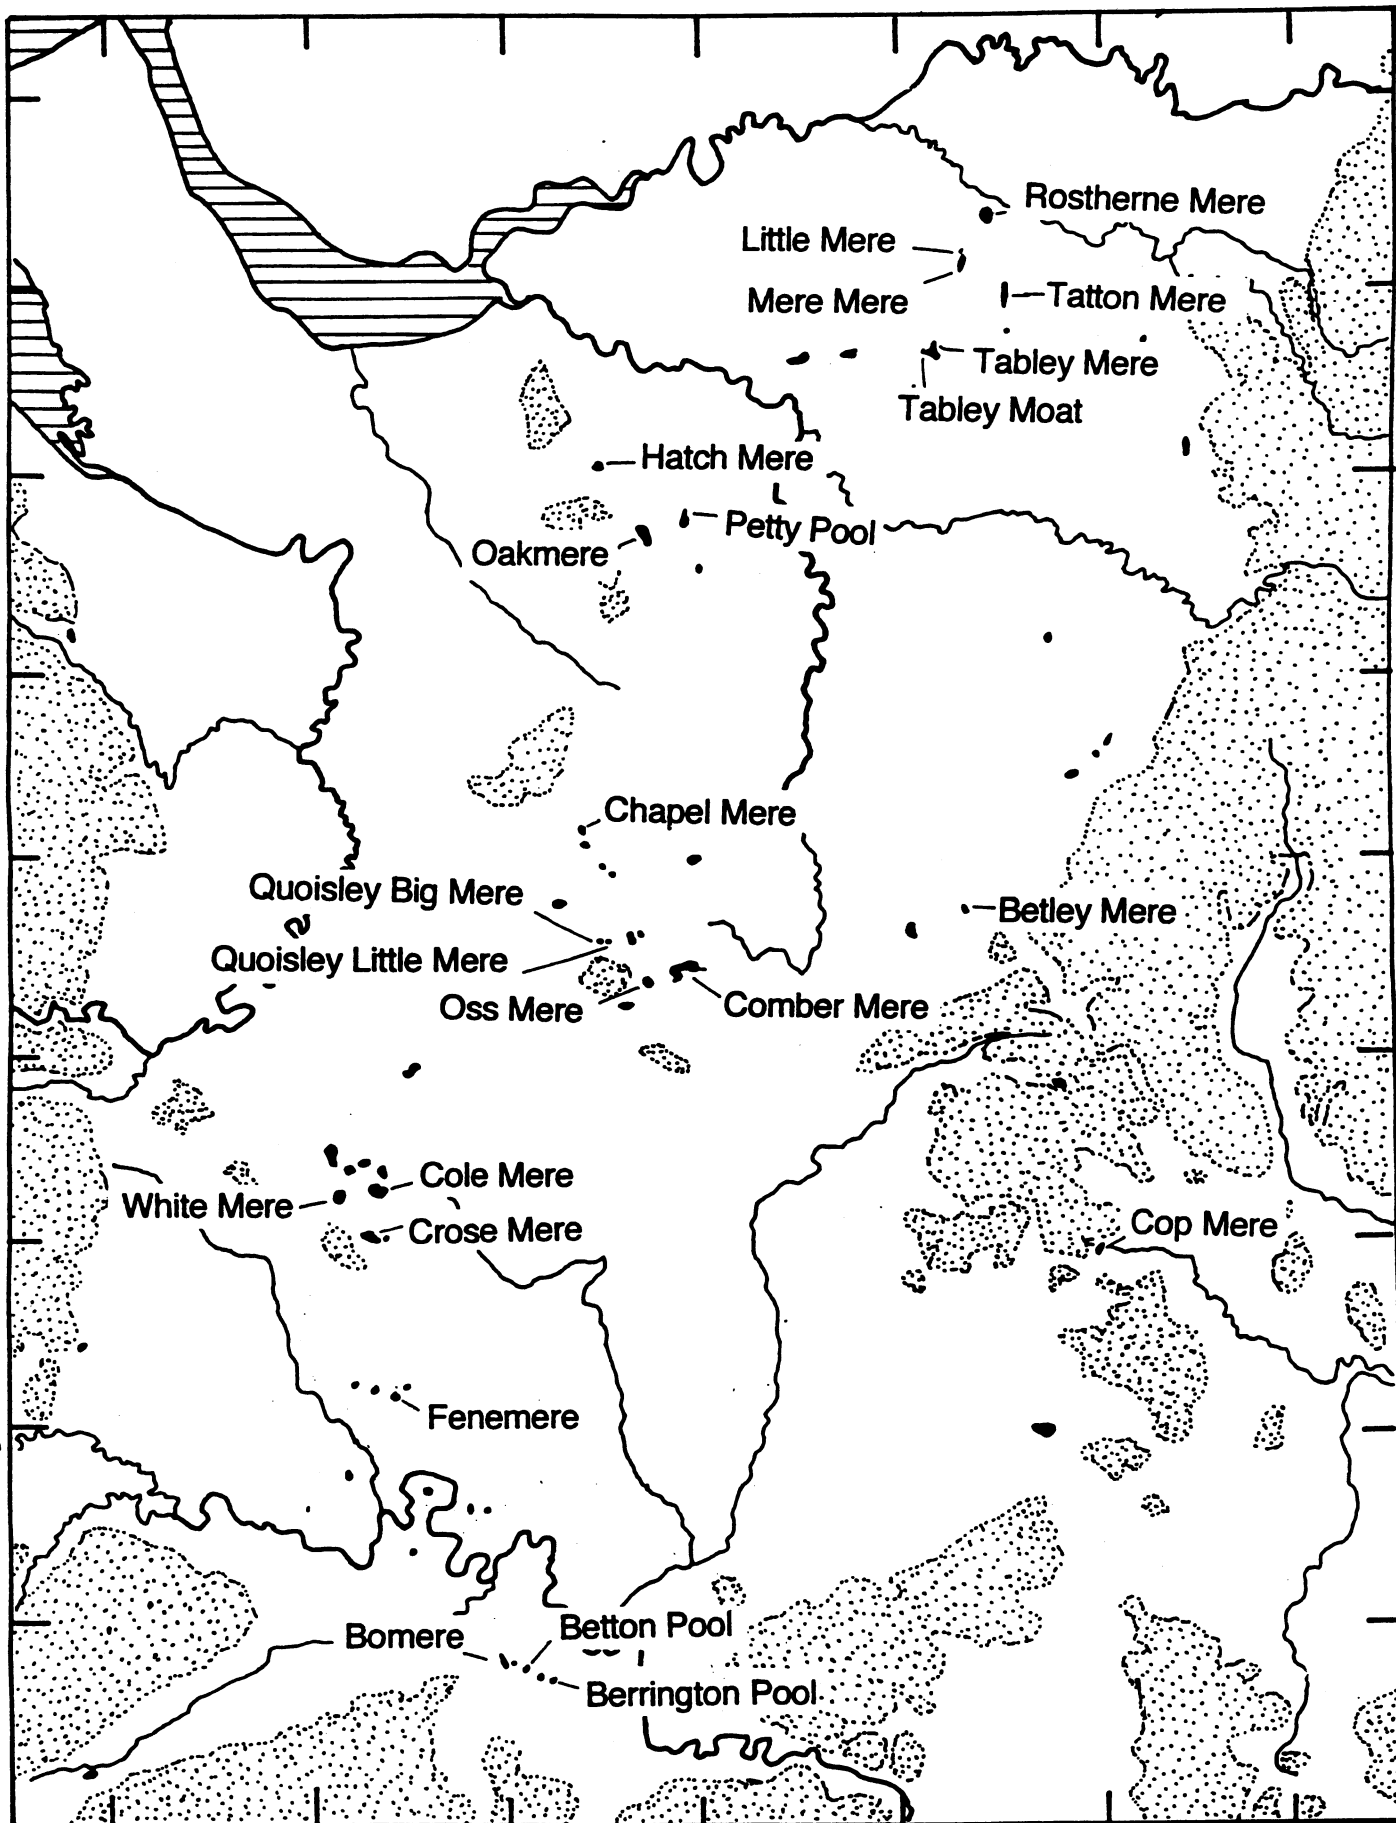 Rostherne Mere
Little Mere
Mere Mere
Tatton Mere
Tabley Mere
Tabley Moat
Hatch Mere
Petty Pool
Oakmere
Chapel Mere
Quoisley Big Mere
Betley Mere
Quoisley Little Mere
Oss Mere
Comber Mere
Cole Mere
White Mere
Crose Mere
Cop Mere
Fenemere
Betton Pool
Bomere
Berrington Pool